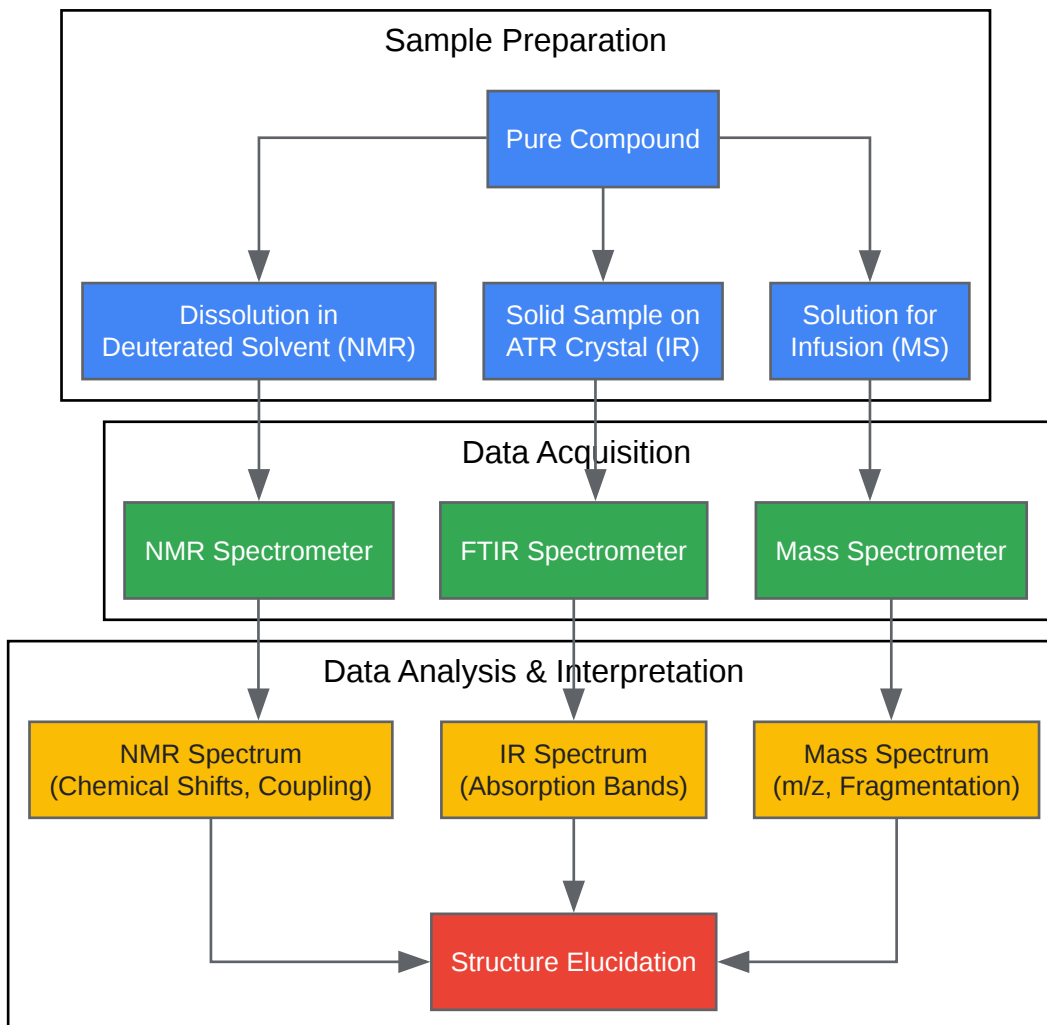 Sample Preparation
Pure Compound
Dissolution in
Deuterated Solvent (NMR)
Solid Sample on
ATR Crystal (IR)
Solution for
Infusion (MS)
Data Acquisition
NMR Spectrometer
FTIR Spectrometer
Mass Spectrometer
Data Analysis & Interpretation
NMR Spectrum
(Chemical Shifts, Coupling)
IR Spectrum
(Absorption Bands)
Mass Spectrum
(m/z, Fragmentation)
Structure Elucidation